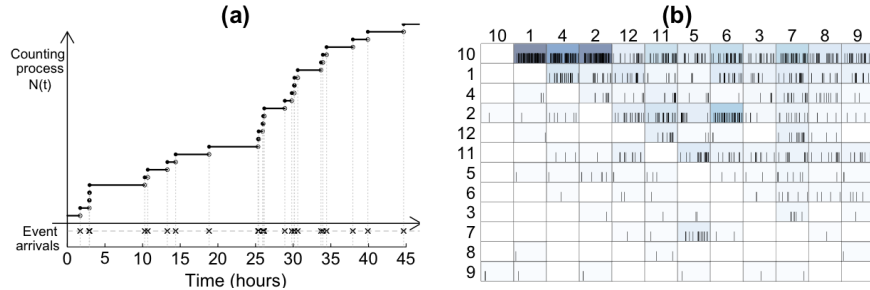 (a)
Counting process N(t)
Event arrivals
0 5 10 15 20 25 30 35 40 45
Time (hours)
(b)
10 1 4 2 12 11 5 6 3 7 8 9
10
1
4
2
12
11
5
6
3
7
8
9